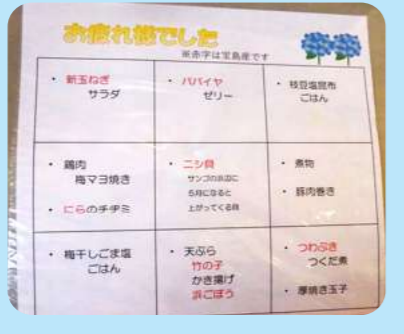 お疲れ様でした
※赤字は宝島産です
・新玉ねぎ
サラダ
・パパイヤ
ゼリー
・枝豆塩昆布
ごはん
・鶏肉
梅マヨ焼き
・にらのチヂミ
・ニシ貝
サンゴの浜辺に
5月になると
上がってくる貝
・煮物
・豚肉巻き
・梅干しごま塩
ごはん
・天ぷら
竹の子
かき揚げ
浜ごぼう
・つわぶき
つくだ煮
・厚焼き玉子